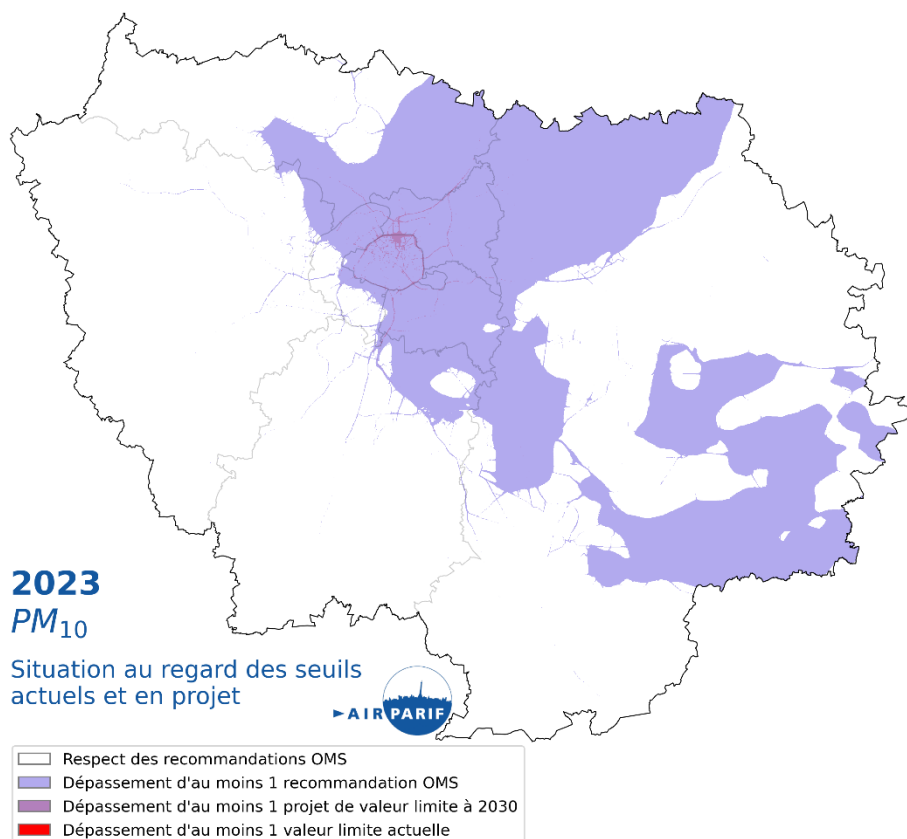 2023
PM10
Situation au regard des seuils
actuels et en projet
AIRPARIF
Respect des recommandations OMS
Dépassement d'au moins 1 recommandation OMS
Dépassement d'au moins 1 projet de valeur limite à 2030
Dépassement d'au moins 1 valeur limite actuelle